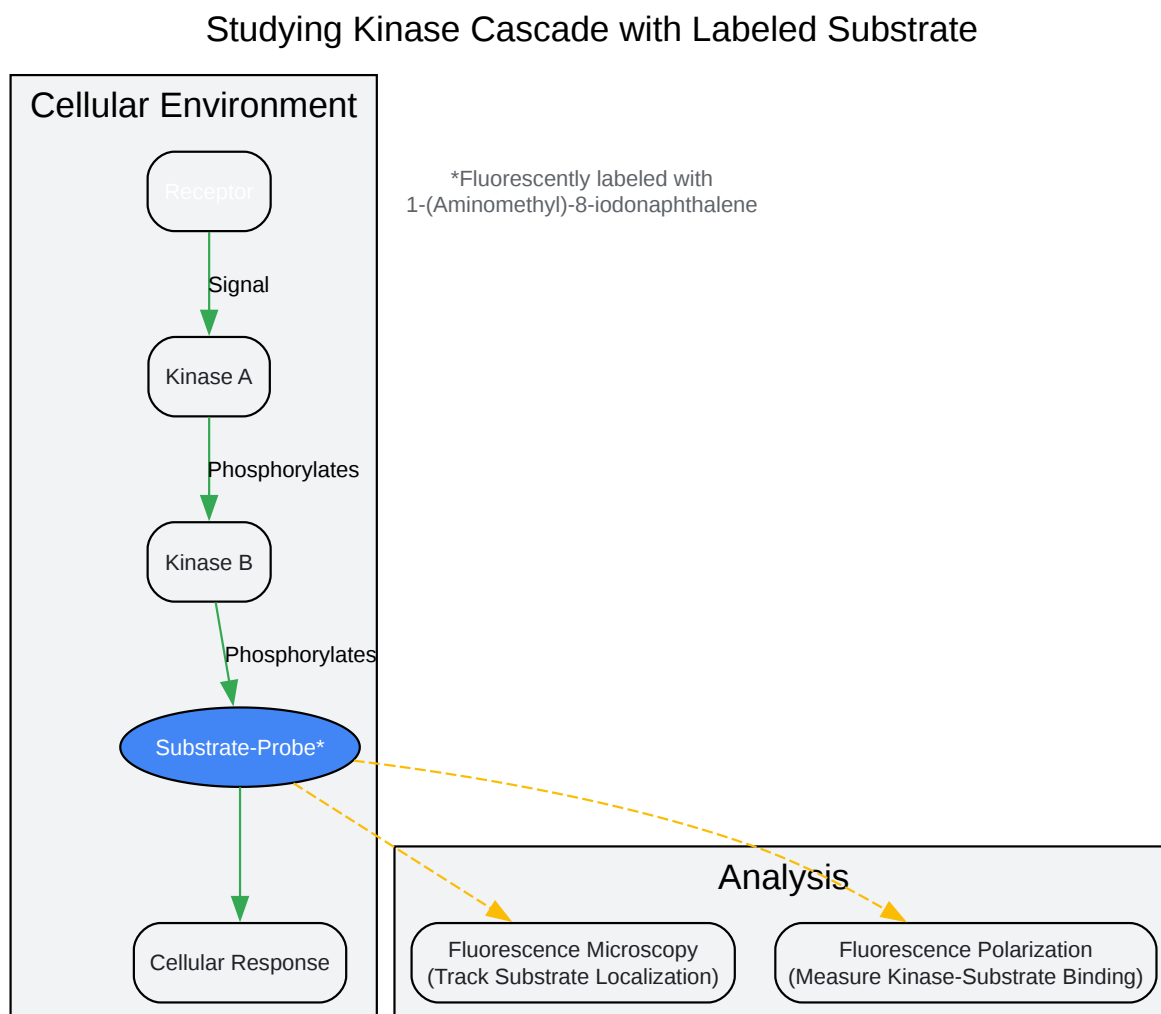 Studying Kinase Cascade with Labeled Substrate
Cellular Environment
Receptor
*Fluorescently labeled with
1-(Aminomethyl)-8-iodonaphthalene
Signal
Kinase A
Phosphorylates
Kinase B
Phosphorylates
Substrate-Probe*
Cellular Response
Analysis
Fluorescence Microscopy
(Track Substrate Localization)
Fluorescence Polarization
(Measure Kinase-Substrate Binding)